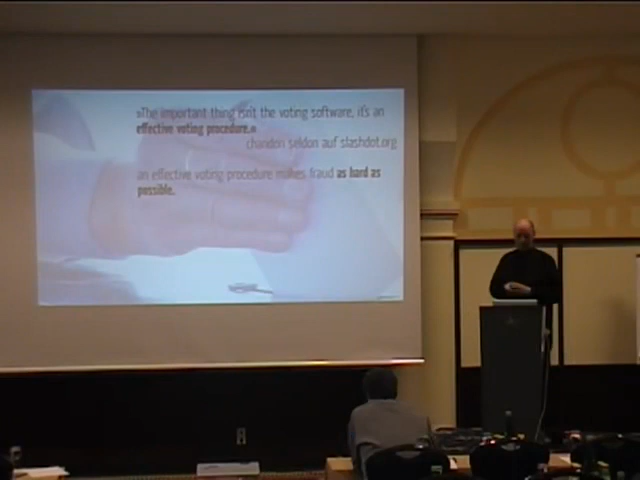 »The important thing isn't the voting software, it's an
effective voting procedure.«
chandon seldon auf slashdot.org
an effective voting procedure makes fraud as hard as
possible.